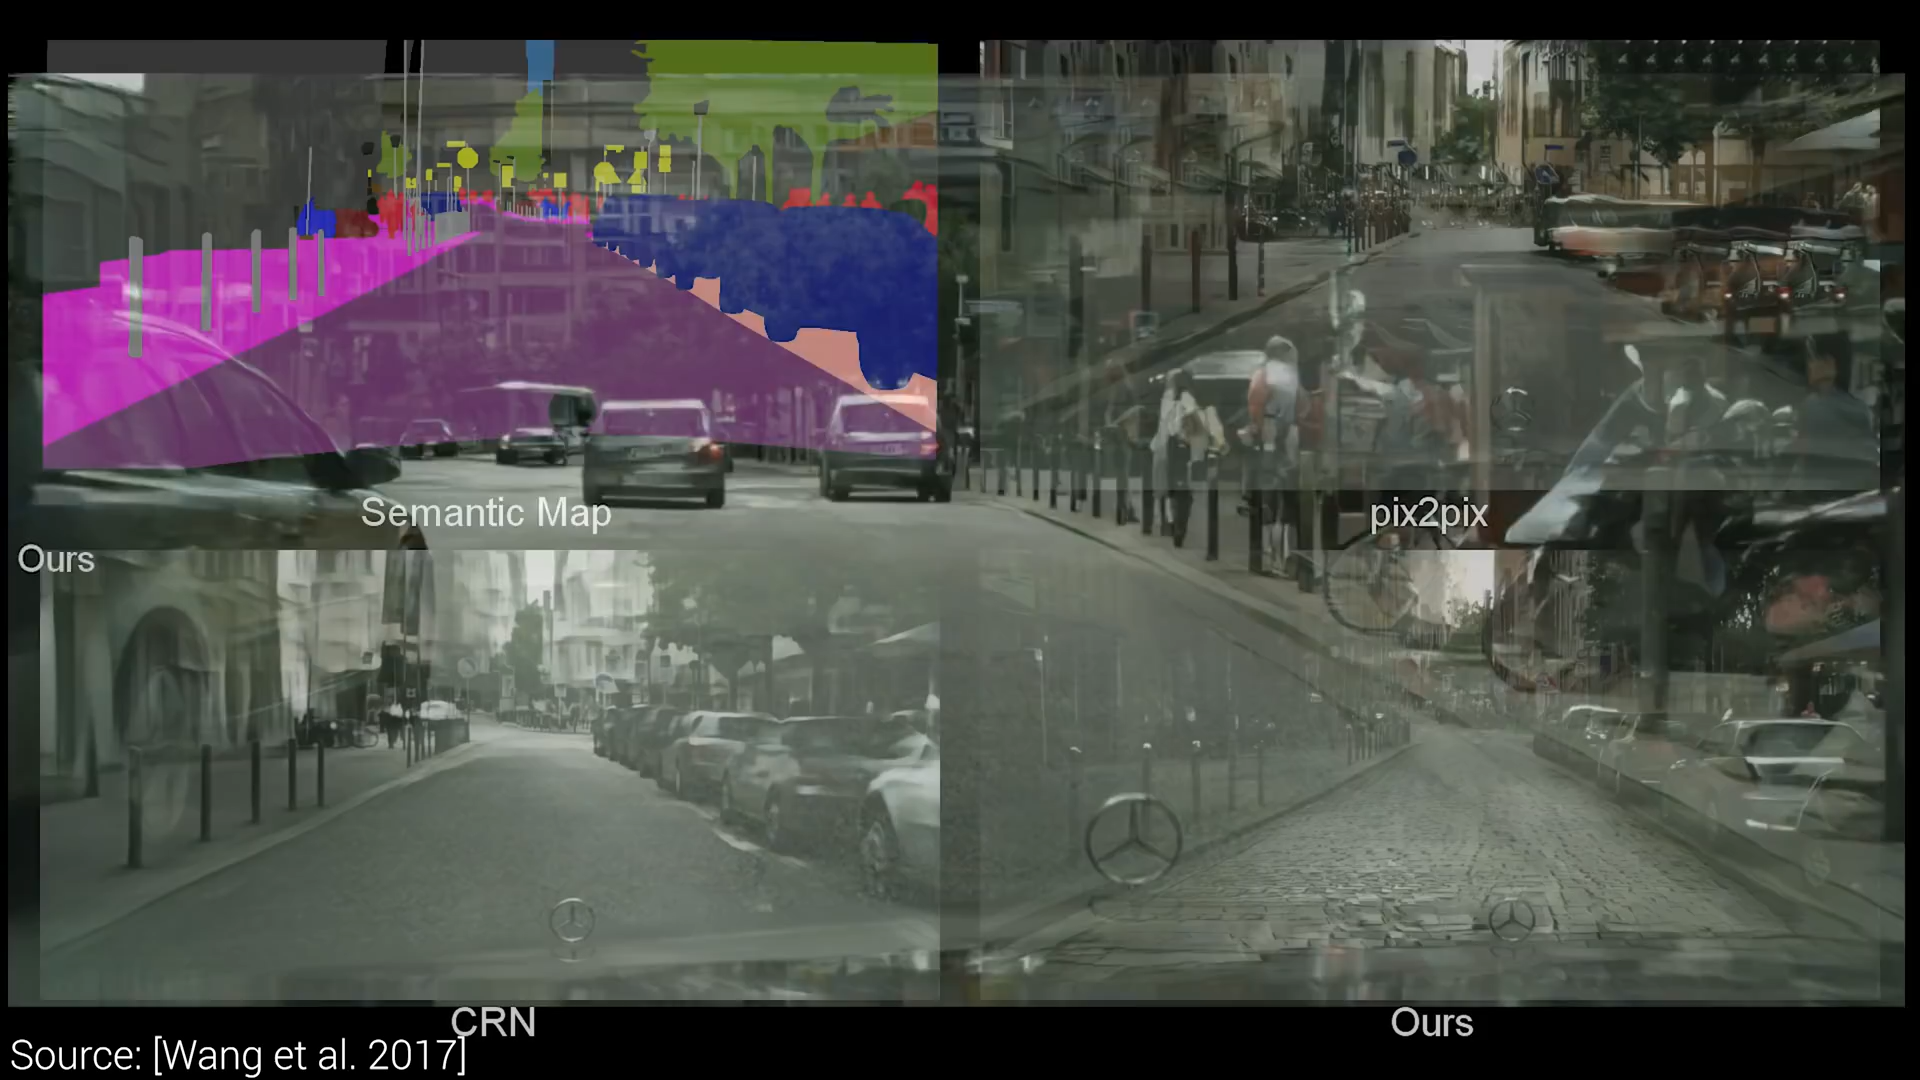 Semantic Map
pix2pix
Ours
CRN
Ours
Source: [Wang et al. 2017]